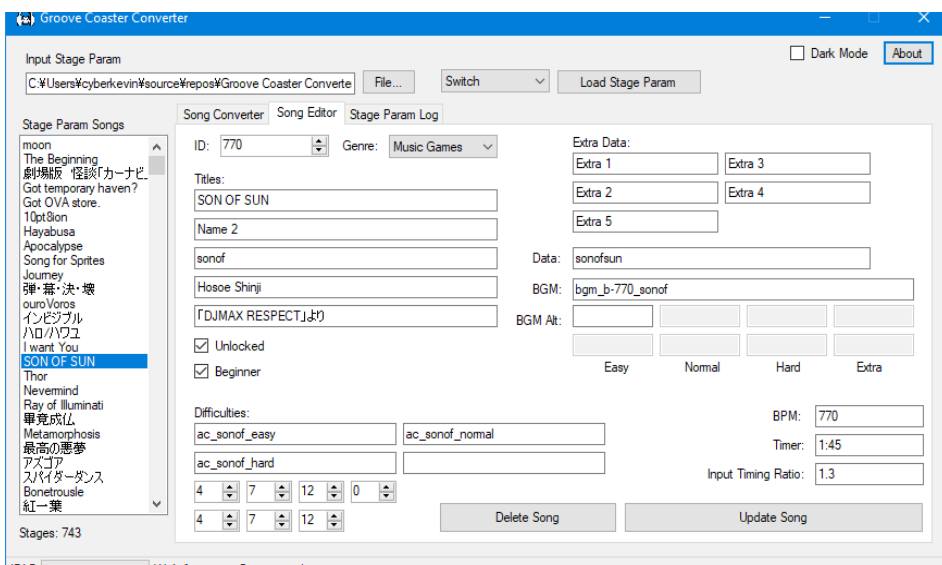 Groove Coaster Converter
Input Stage Param
C:¥Users¥cyberkevin¥source¥repos¥Groove Coaster Converte
File...
Switch
Load Stage Param
Dark Mode
About
Stage Param Songs
moon
The Beginning
劇場版 怪談「カーナビ
Got temporary haven?
Got OVA store.
10pt8ion
Hayabusa
Apocalypse
Song for Sprites
Journey
弾・幕・決・壊
ouroVoros
インビジブル
ハロ/ハワユ
I want You
SON OF SUN
Thor
Nevermind
Ray of Illuminati
畢竟成仏
Metamorphosis
最高の悪夢
アズゴア
スパイダーダンス
Bonetrousle
紅一葉
Stages: 743
Song Converter
Song Editor
Stage Param Log
ID: 770
Genre: Music Games
Titles:
SON OF SUN
Name 2
sonof
Hosoe Shinji
「DJMAX RESPECT」より
Unlocked
Beginner
Extra Data:
Extra 1
Extra 3
Extra 2
Extra 4
Extra 5
Data: sonofsun
BGM: bgm_b-770_sonof
BGM Alt:
Easy Normal Hard Extra
Difficulties:
ac_sonof_easy
ac_sonof_normal
ac_sonof_hard
4 7 12 0
4 7 12
BPM: 770
Timer: 1:45
Input Timing Ratio: 1.3
Delete Song
Update Song